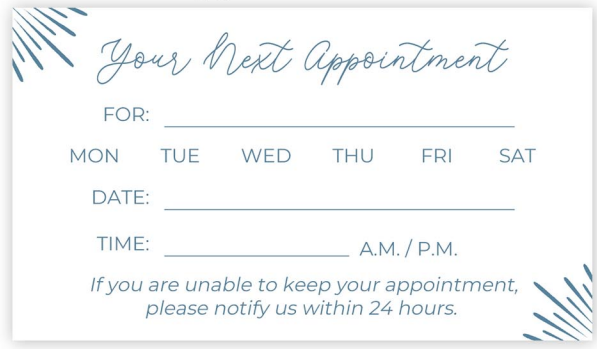 Your Next Appointment
FOR:
MON TUE WED THU FRI SAT
DATE:
TIME: A.M. / P.M.
If you are unable to keep your appointment,
please notify us within 24 hours.